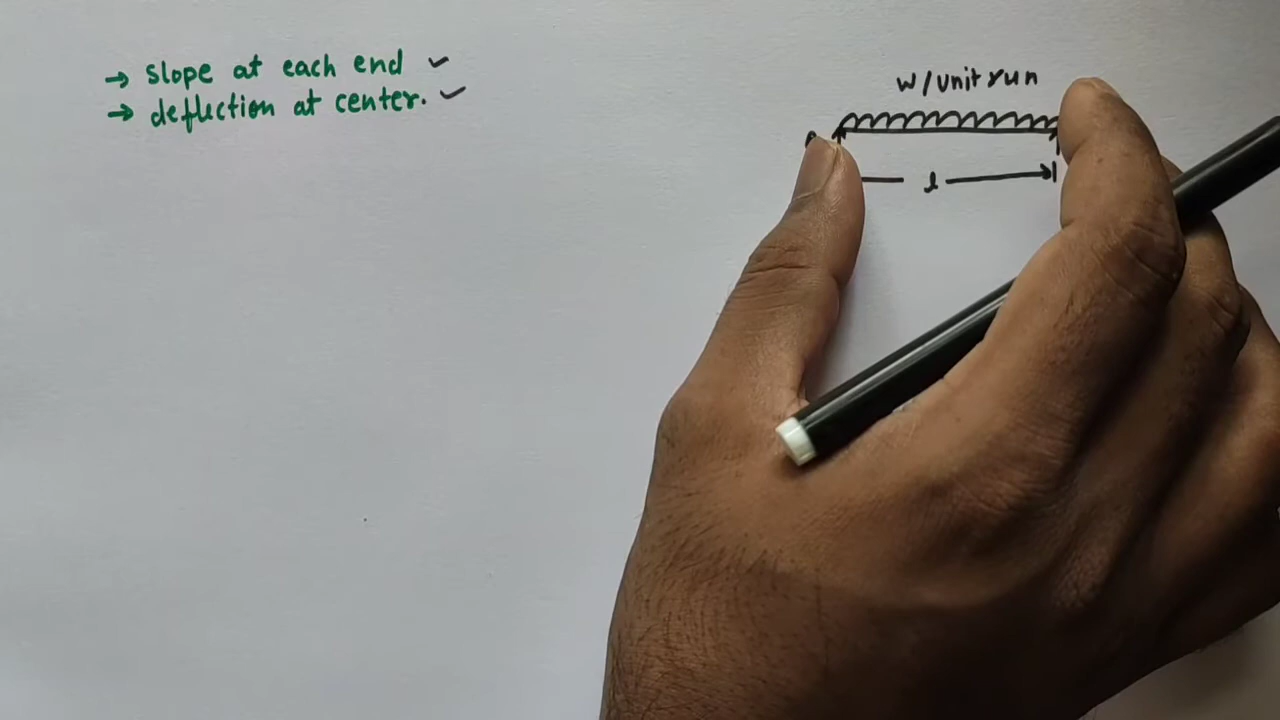 → slope at each end ✓
→ deflection at center. ✓
w/unit run
l